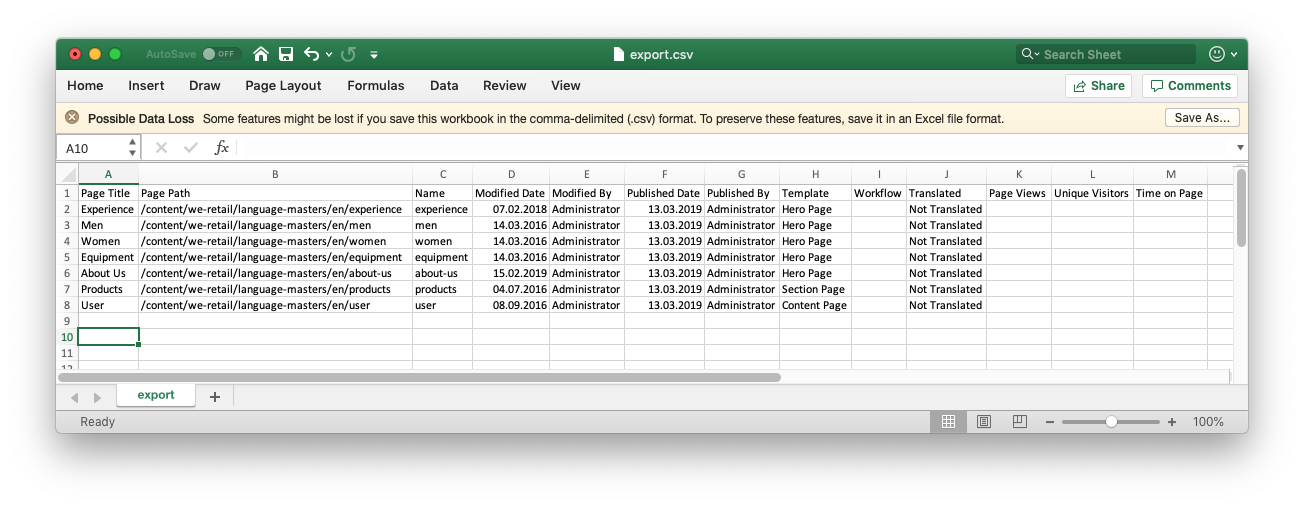 AutoSave OFF export.csv Search Sheet
Home Insert Draw Page Layout Formulas Data Review View Share Comments
Possible Data Loss Some features might be lost if you save this workbook in the comma-delimited (.csv) format. To preserve these features, save it in an Excel file format. Save As...
A10 fx
A B C D E F G H I J K L M
1 Page Title Page Path Name Modified Date Modified By Published Date Published By Template Workflow Translated Page Views Unique Visitors Time on Page
2 Experience /content/we-retail/language-masters/en/experience experience 07.02.2018 Administrator 13.03.2019 Administrator Hero Page Not Translated
3 Men /content/we-retail/language-masters/en/men men 14.03.2016 Administrator 13.03.2019 Administrator Hero Page Not Translated
4 Women /content/we-retail/language-masters/en/women women 14.03.2016 Administrator 13.03.2019 Administrator Hero Page Not Translated
5 Equipment /content/we-retail/language-masters/en/equipment equipment 14.03.2016 Administrator 13.03.2019 Administrator Hero Page Not Translated
6 About Us /content/we-retail/language-masters/en/about-us about-us 15.02.2019 Administrator 13.03.2019 Administrator Hero Page Not Translated
7 Products /content/we-retail/language-masters/en/products products 04.07.2016 Administrator 13.03.2019 Administrator Section Page Not Translated
8 User /content/we-retail/language-masters/en/user user 08.09.2016 Administrator 13.03.2019 Administrator Content Page Not Translated
9
10
11
12
export +
Ready 100%